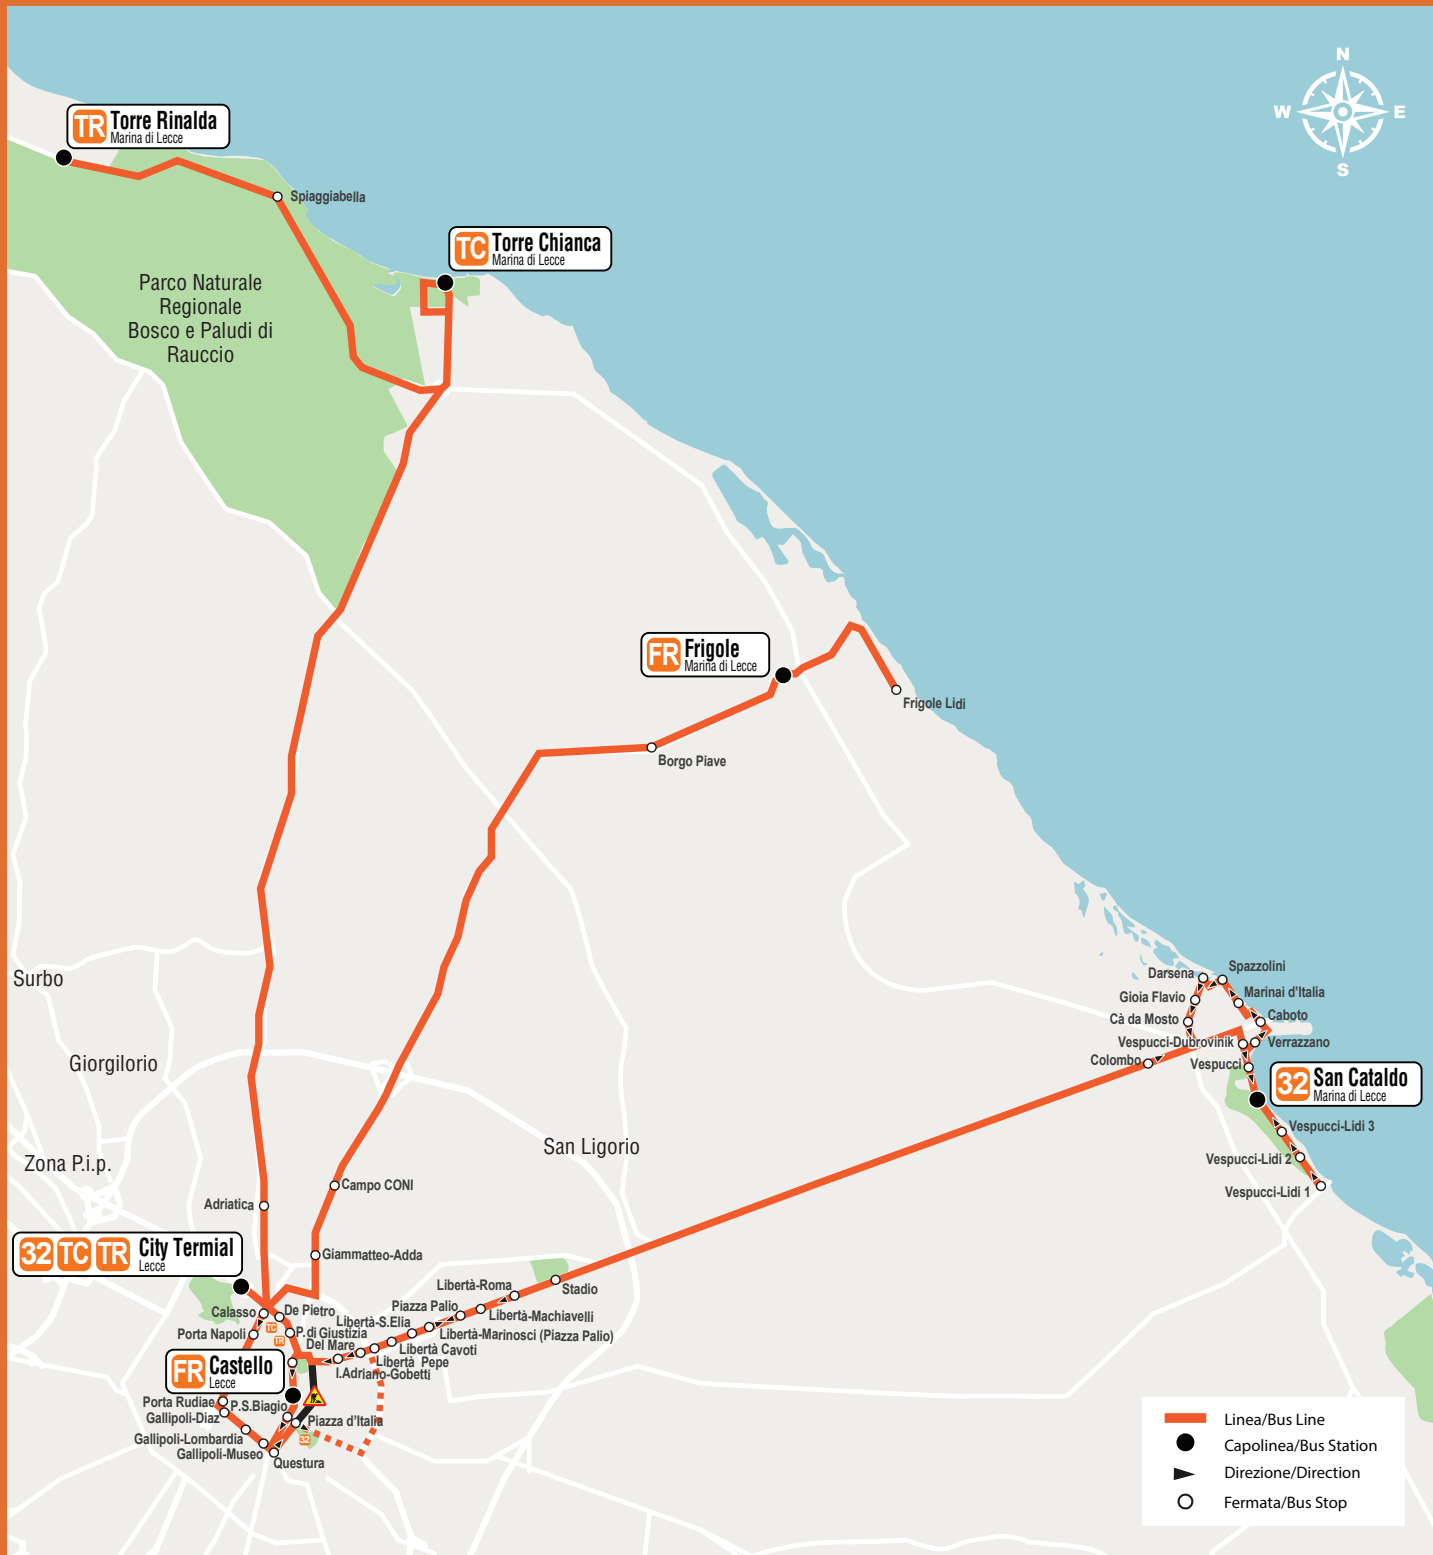 N
W
E
S
TR Torre Rinalda
Marina di Lecce
Spiaggiabella
TC Torre Chianca
Marina di Lecce
Parco Naturale
Regionale
Bosco e Paludi di
Rauccio
FR Frigole
Marina di Lecce
Frigole Lidi
Borgo Piave
Surbo
Giorgilorio
Zona P.i.p.
San Ligorio
Darsena
Spazzolini
Gioia Flavio
Marinai d'Italia
Cà da Mosto
Caboto
Vespucci-Dubrovinik
Verrazzano
Colombo
Vespucci
32 San Cataldo
Marina di Lecce
Vespucci-Lidi 3
Vespucci-Lidi 2
Vespucci-Lidi 1
Campo CONI
Adriatica
32 TC TR City Termial
Lecce
Giammatteo-Adda
Libertà-Roma
Stadio
Calasso
De Pietro
Piazza Palio
Libertà-Machiavelli
Libertà-S.Elia
TC
Porta Napoli
P.di Giustizia
Libertà-Marinosci (Piazza Palio)
TR
Del Mare
Libertà Cavoti
Libertà Pepe
FR Castello
Lecce
I.Adriano-Gobetti
Porta Rudiae
P.S.Biagio
Gallipoli-Diaz
Piazza d'Italia
32
Gallipoli-Lombardia
Gallipoli-Museo
Questura
Linea/Bus Line
Capolinea/Bus Station
Direzione/Direction
Fermata/Bus Stop